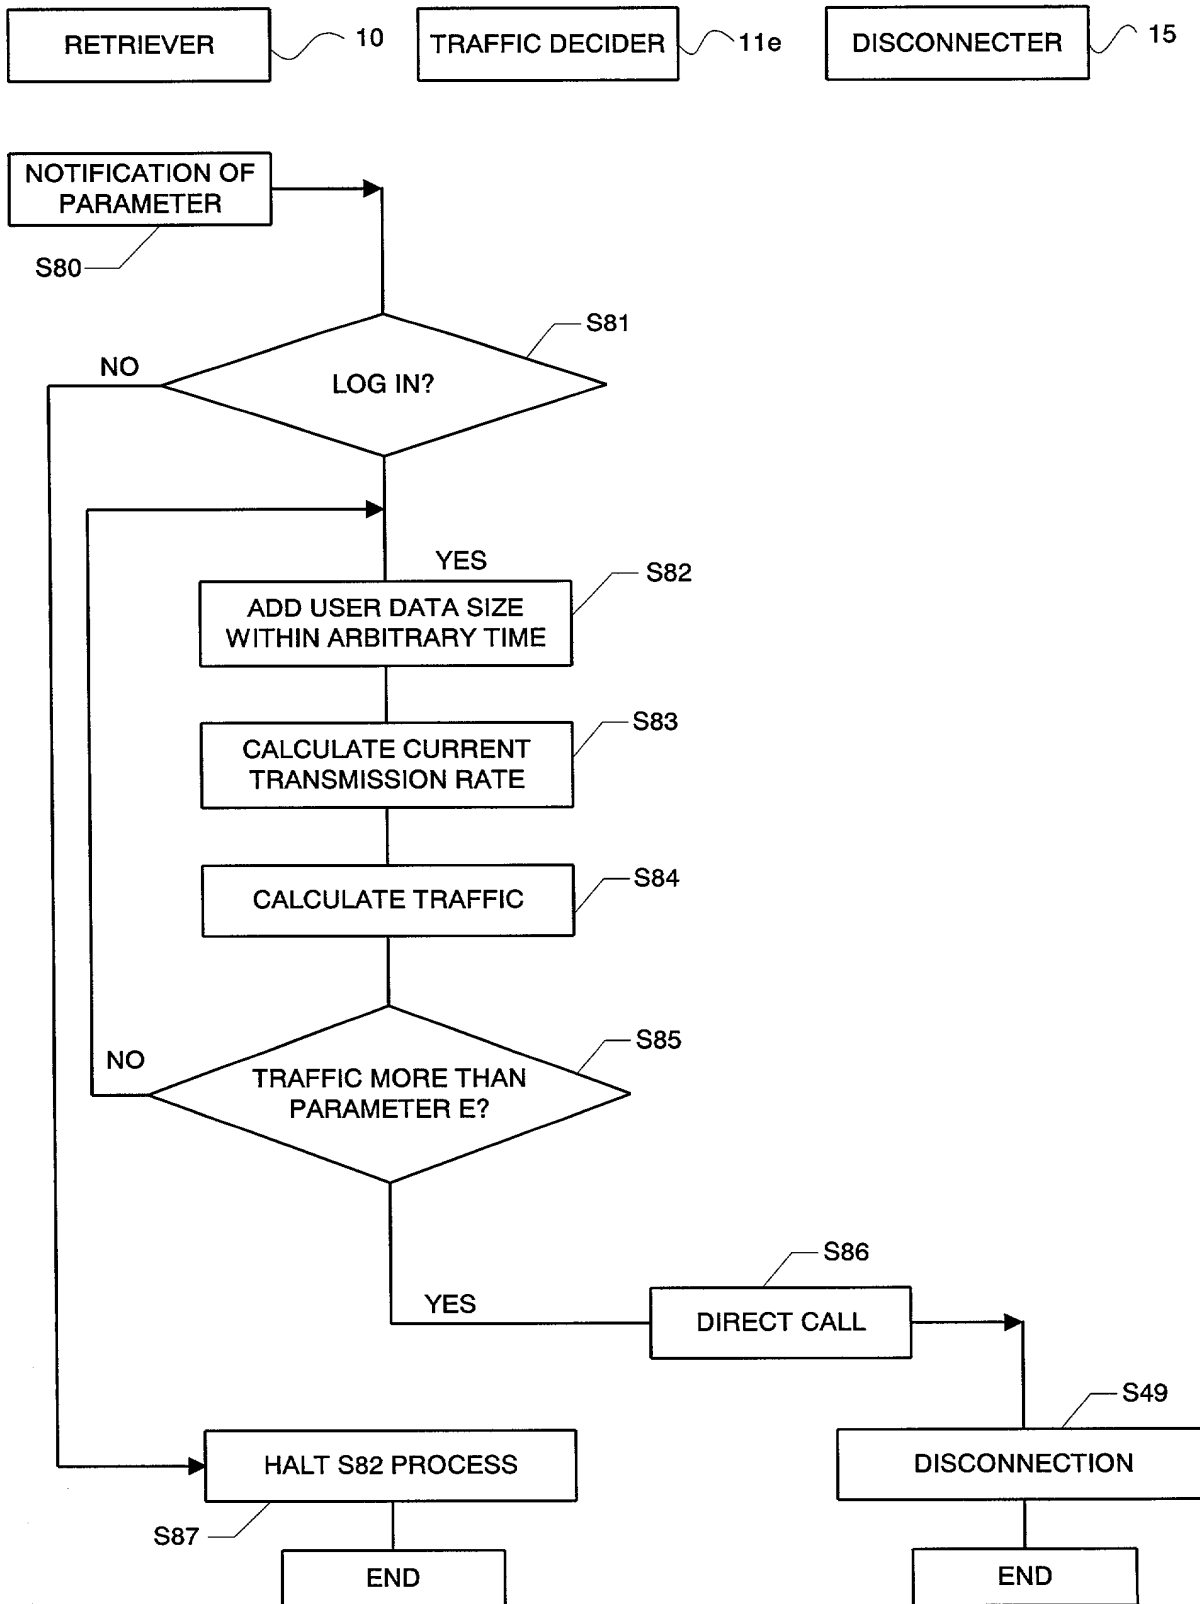 RETRIEVER
10
TRAFFIC DECIDER
11e
DISCONNECTER
15
NOTIFICATION OF
PARAMETER
S80
S81
NO
LOG IN?
YES
S82
ADD USER DATA SIZE
WITHIN ARBITRARY TIME
S83
CALCULATE CURRENT
TRANSMISSION RATE
S84
CALCULATE TRAFFIC
S85
NO
TRAFFIC MORE THAN
PARAMETER E?
S86
YES
DIRECT CALL
S49
HALT S82 PROCESS
DISCONNECTION
S87
END
END